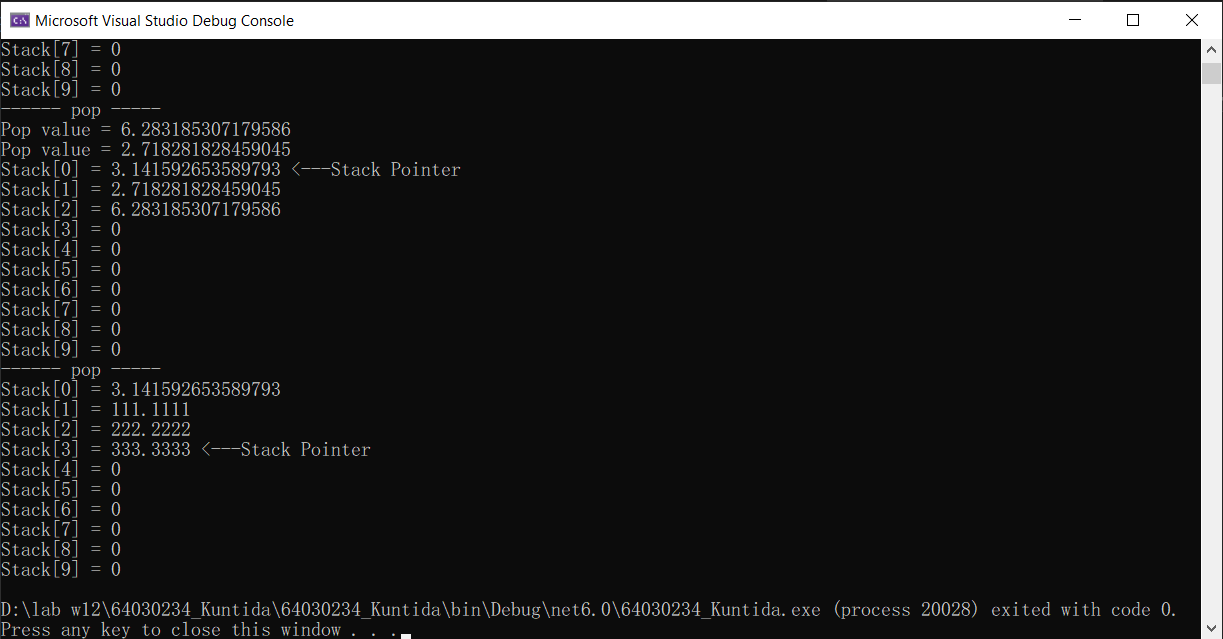 Microsoft Visual Studio Debug Console
Stack[7] = 0
Stack[8] = 0
Stack[9] = 0
------ pop -----
Pop value = 6.283185307179586
Pop value = 2.718281828459045
Stack[0] = 3.141592653589793 <---Stack Pointer
Stack[1] = 2.718281828459045
Stack[2] = 6.283185307179586
Stack[3] = 0
Stack[4] = 0
Stack[5] = 0
Stack[6] = 0
Stack[7] = 0
Stack[8] = 0
Stack[9] = 0
------ pop -----
Stack[0] = 3.141592653589793
Stack[1] = 111.1111
Stack[2] = 222.2222
Stack[3] = 333.3333 <---Stack Pointer
Stack[4] = 0
Stack[5] = 0
Stack[6] = 0
Stack[7] = 0
Stack[8] = 0
Stack[9] = 0
D:\lab w12\64030234_Kuntida\64030234_Kuntida\bin\Debug\net6.0\64030234_Kuntida.exe (process 20028) exited with code 0.
Press any key to close this window . . .